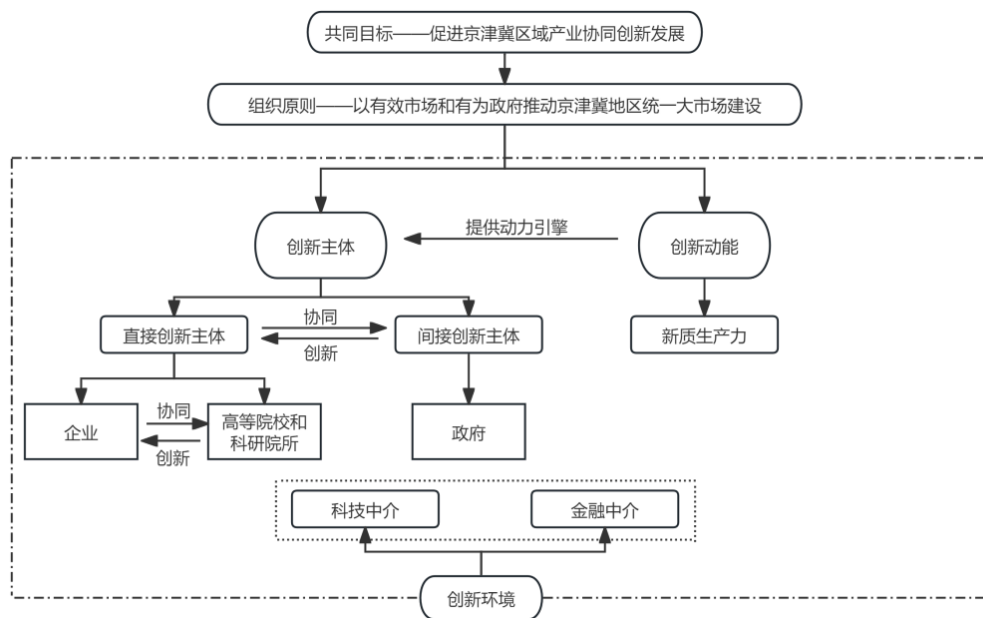 共同目标——促进京津冀区域产业协同创新发展
组织原则——以有效市场和有为政府推动京津冀地区统一大市场建设
创新主体
提供动力引擎
创新动能
直接创新主体
协同
创新
间接创新主体
新质生产力
企业
协同
创新
高等院校和
科研院所
政府
科技中介
金融中介
创新环境